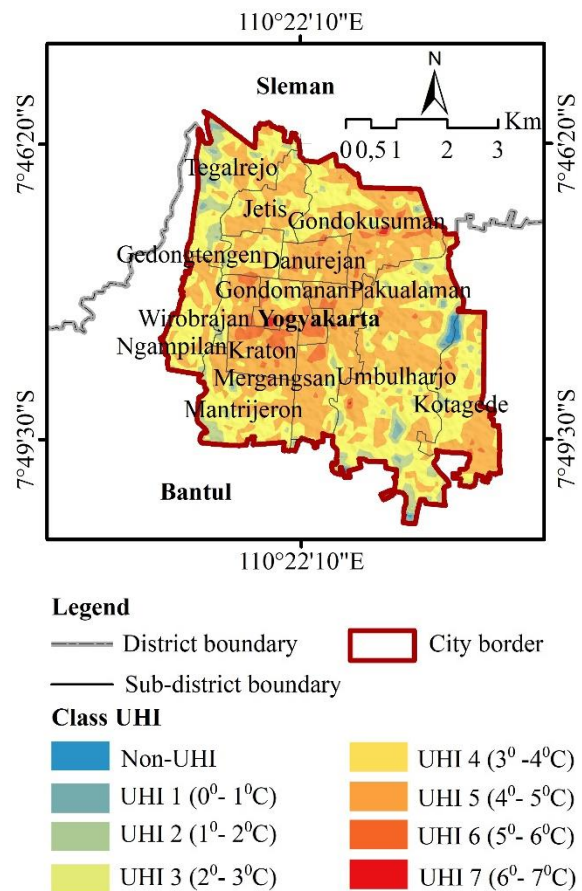 110°22'10"E
N
Sleman
Km
0 0,5 1 2 3
7°46'20"S
7°46'20"S
Tegalrejo
Jetis
Gondokusuman
Gedongtengen
Danurejan
Gondomanan
Pakualaman
Wirobrajan
Yogyakarta
Ngampilan
Kraton
Mergangsan
Umbulharjo
Mantrijeron
Kotagede
7°49'30"S
7°49'30"S
Bantul
110°22'10"E
Legend
District boundary
City border
Sub-district boundary
Class UHI
Non-UHI
UHI 1 (0⁰- 1⁰C)
UHI 2 (1⁰- 2⁰C)
UHI 3 (2⁰- 3⁰C)
UHI 4 (3⁰ -4⁰C)
UHI 5 (4⁰- 5⁰C)
UHI 6 (5⁰- 6⁰C)
UHI 7 (6⁰- 7⁰C)